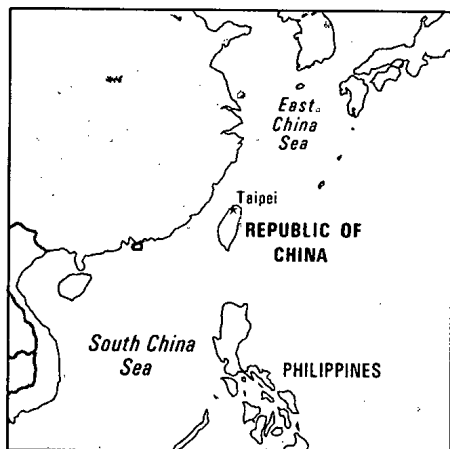 East
China
Sea
Taipei
REPUBLIC OF
CHINA
South China
Sea
PHILIPPINES